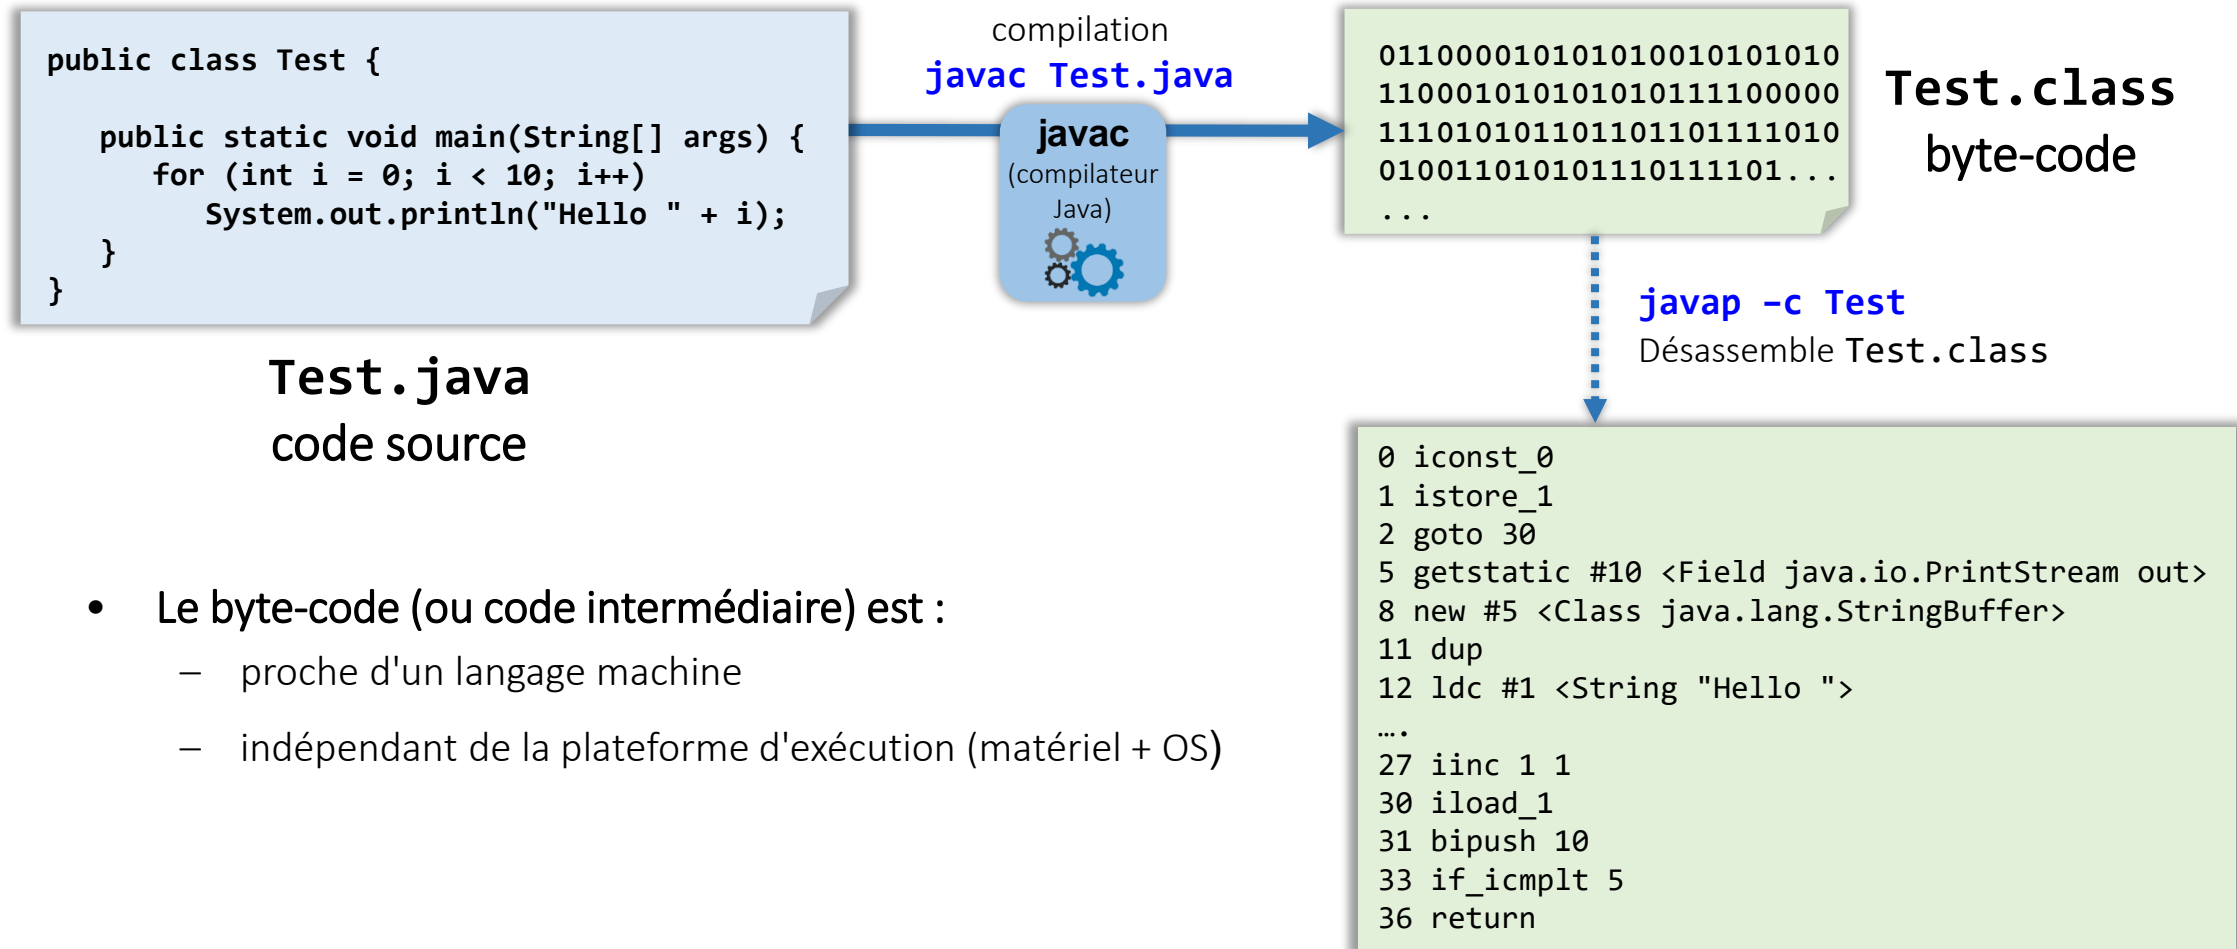 public class Test {
public static void main(String[] args) {
for (int i = 0; i < 10; i++)
System.out.println("Hello " + i);
}
}
Test.java
code source
compilation
javac Test.java
javac
(compilateur
Java)
011000010101010010101010
110001010101010111100000
111010101101101101111010
010011010101110111101...
...
Test.class
byte-code
javap –c Test
Désassemble Test.class
0 iconst_0
1 istore_1
2 goto 30
5 getstatic #10 <Field java.io.PrintStream out>
8 new #5 <Class java.lang.StringBuffer>
11 dup
12 ldc #1 <String "Hello ">
….
27 iinc 1 1
30 iload_1
31 bipush 10
33 if_icmplt 5
36 return
• Le byte-code (ou code intermédiaire) est :
– proche d'un langage machine
– indépendant de la plateforme d'exécution (matériel + OS)